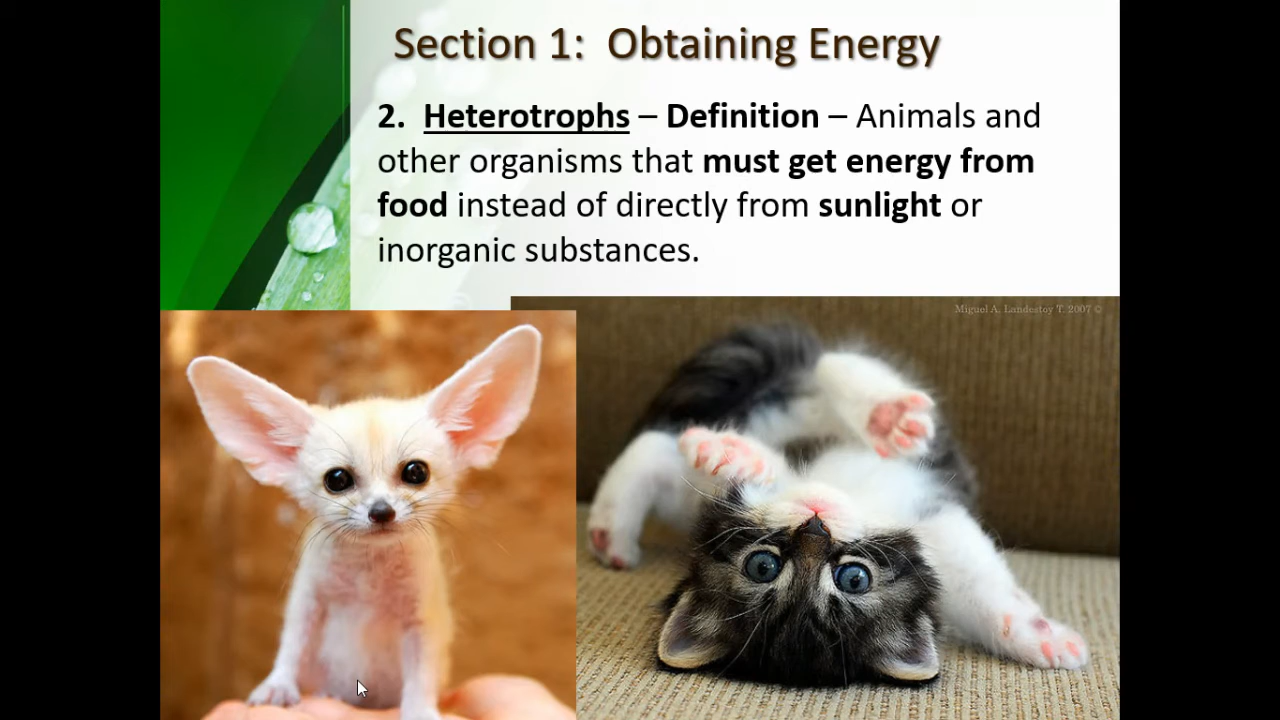 Section 1:  Obtaining Energy
2.  Heterotrophs – Definition – Animals and
other organisms that must get energy from
food instead of directly from sunlight or
inorganic substances.
Miguel A. Landestoy T. 2007 ©